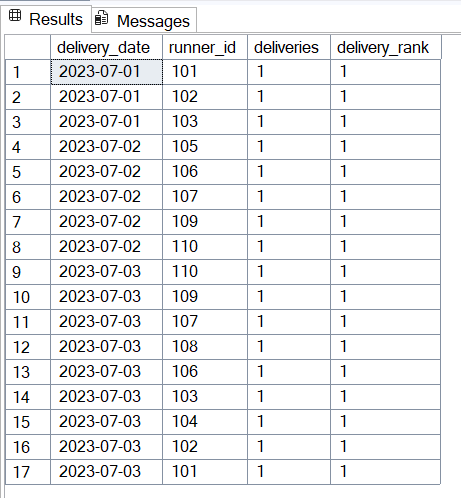 Results Messages
delivery_date runner_id deliveries delivery_rank
1 2023-07-01 101 1 1
2 2023-07-01 102 1 1
3 2023-07-01 103 1 1
4 2023-07-02 105 1 1
5 2023-07-02 106 1 1
6 2023-07-02 107 1 1
7 2023-07-02 109 1 1
8 2023-07-02 110 1 1
9 2023-07-03 110 1 1
10 2023-07-03 109 1 1
11 2023-07-03 107 1 1
12 2023-07-03 108 1 1
13 2023-07-03 106 1 1
14 2023-07-03 103 1 1
15 2023-07-03 104 1 1
16 2023-07-03 102 1 1
17 2023-07-03 101 1 1